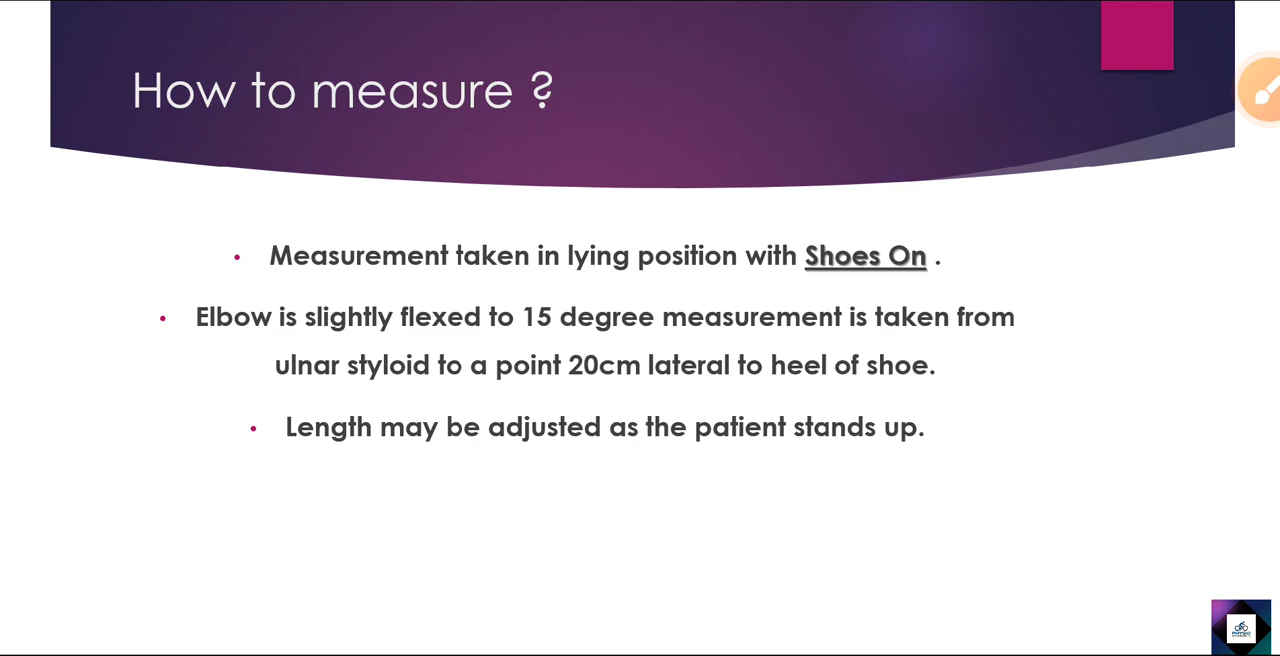 How to measure ?
• Measurement taken in lying position with Shoes On .
• Elbow is slightly flexed to 15 degree measurement is taken from
ulnar styloid to a point 20cm lateral to heel of shoe.
• Length may be adjusted as the patient stands up.
PHYSIO